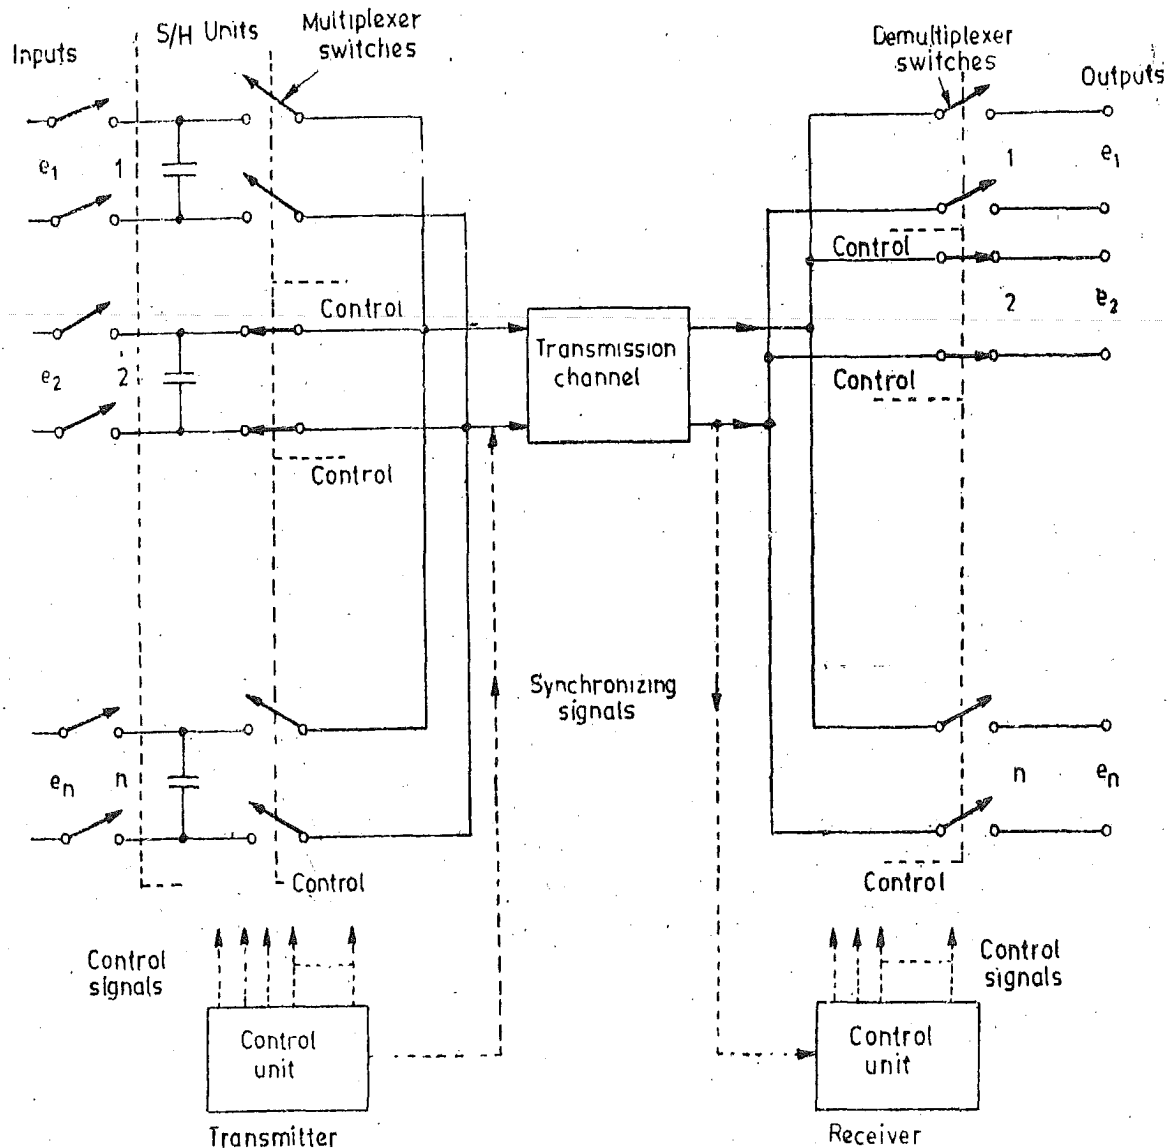 Inputs
S/H Units
Multiplexer
switches
Demultiplexer
switches
Outputs
e1
1
1
e1
Control
Control
e2
2
2
e2
Transmission
channel
Control
Control
Synchronizing
signals
en
n
n
en
Control
Control
Control
signals
Control
signals
Control
unit
Control
unit
Transmitter
Receiver